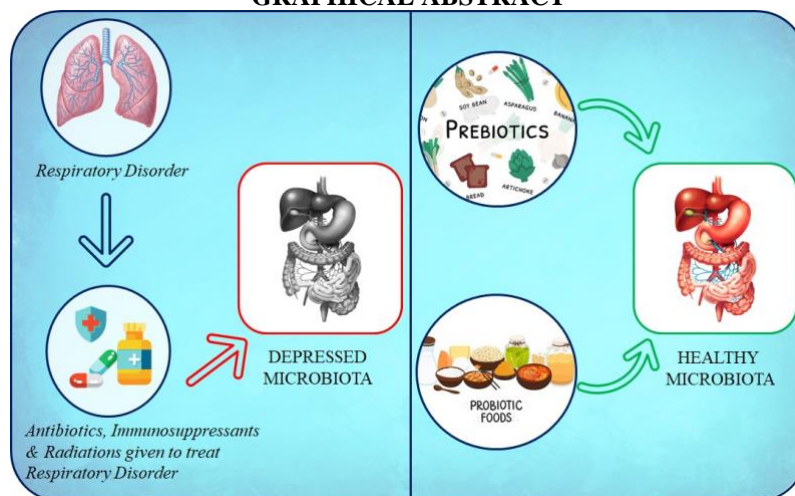 GRAPHICAL ABSTRACT
Respiratory Disorder
DEPRESSED
MICROBIOTA
Antibiotics, Immunosuppressants
& Radiations given to treat
Respiratory Disorder
SOY BEAN
ASPARAGUS
BANANA
PREBIOTICS
BREAD
ARTICHOKE
PROBIOTIC
FOODS
HEALTHY
MICROBIOTA